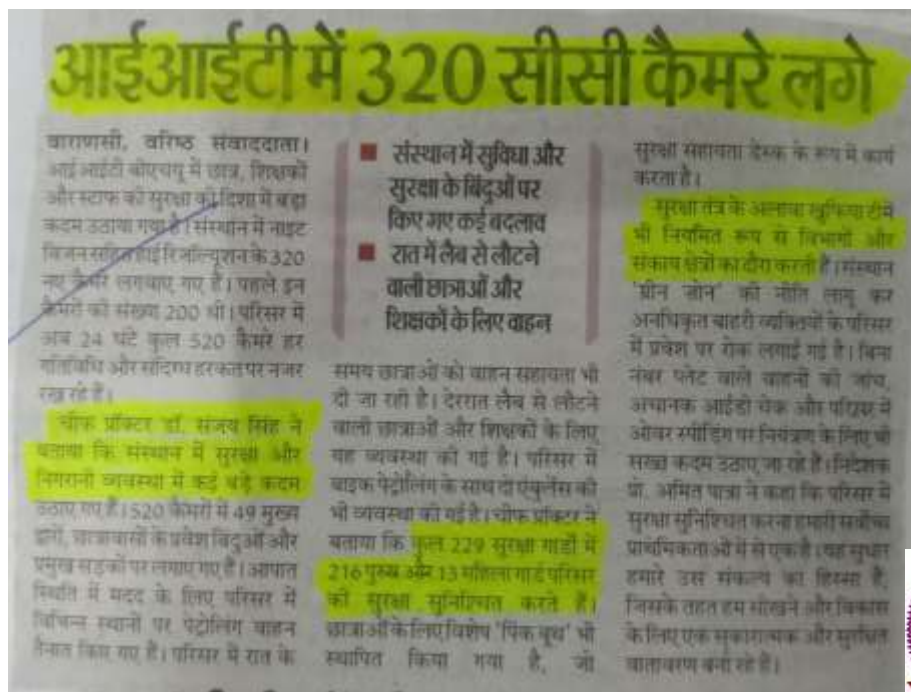 आईआईटी में 320 सीसी कैमरे लगे
वाराणसी, वरिष्ठ संवाददाता।
आईआईटी बीएचयू में छात्र, शिक्षकों
और स्टाफ की सुरक्षा की दिशा में बड़ा
कदम उठाया गया है। संस्थान में नाइट
विजन सहित हाई रिजॉल्यूशन के 320
नए कैमरे लगवाए गए हैं। पहले इन
कैमरों की संख्या 200 थी। परिसर में
अब 24 घंटे कुल 520 कैमरे हर
गतिविधि और संदिग्ध हरकत पर नजर
रख रहे हैं।
चीफ प्रॉक्टर डॉ. संजय सिंह ने
बताया कि संस्थान में सुरक्षा और
निगरानी व्यवस्था में कई बड़े कदम
उठाए गए हैं। 520 कैमरों में 49 मुख्य
द्वारों, छात्रावासों के प्रवेश बिंदुओं और
प्रमुख सड़कों पर लगाए गए हैं। आपात
स्थिति में मदद के लिए परिसर में
विभिन्न स्थानों पर पेट्रोलिंग वाहन
तैनात किए गए हैं। परिसर में रात के
■ संस्थान में सुविधा और
सुरक्षा के बिंदुओं पर
किए गए कई बदलाव
■ रात में लैब से लौटने
वाली छात्राओं और
शिक्षकों के लिए वाहन
समय छात्राओं को वाहन सहायता भी
दी जा रही है। देररात लैब से लौटने
वाली छात्राओं और शिक्षकों के लिए
यह व्यवस्था की गई है। परिसर में
बाइक पेट्रोलिंग के साथ दो एंबुलेंस की
भी व्यवस्था की गई है। चीफ प्रॉक्टर ने
बताया कि कुल 229 सुरक्षा गार्डों में
216 पुरुष और 13 महिला गार्ड परिसर
की सुरक्षा सुनिश्चित करते हैं।
छात्राओं के लिए विशेष 'पिंक बूथ' भी
स्थापित किया गया है, जो
सुरक्षा सहायता डेस्क के रूप में कार्य
करता है।
सुरक्षा तंत्र के अलावा खुफिया टीमें
भी नियमित रूप से विभागों और
संकाय क्षेत्रों का दौरा करती हैं। संस्थान
'ग्रीन जोन' की नीति लागू कर
अनधिकृत बाहरी व्यक्तियों के परिसर
में प्रवेश पर रोक लगाई गई है। बिना
नंबर प्लेट वाले वाहनों की जांच,
अचानक आईडी चेक और परिसर में
ओवर स्पीडिंग पर नियंत्रण के लिए भी
सख्त कदम उठाए जा रहे हैं। निदेशक
प्रो. अमित पात्रा ने कहा कि परिसर में
सुरक्षा सुनिश्चित करना हमारी सर्वोच्च
प्राथमिकताओं में से एक है। यह सुधार
हमारे उस संकल्प का हिस्सा है,
जिसके तहत हम सीखने और विकास
के लिए एक सकारात्मक और सुरक्षित
वातावरण बना रहे हैं।